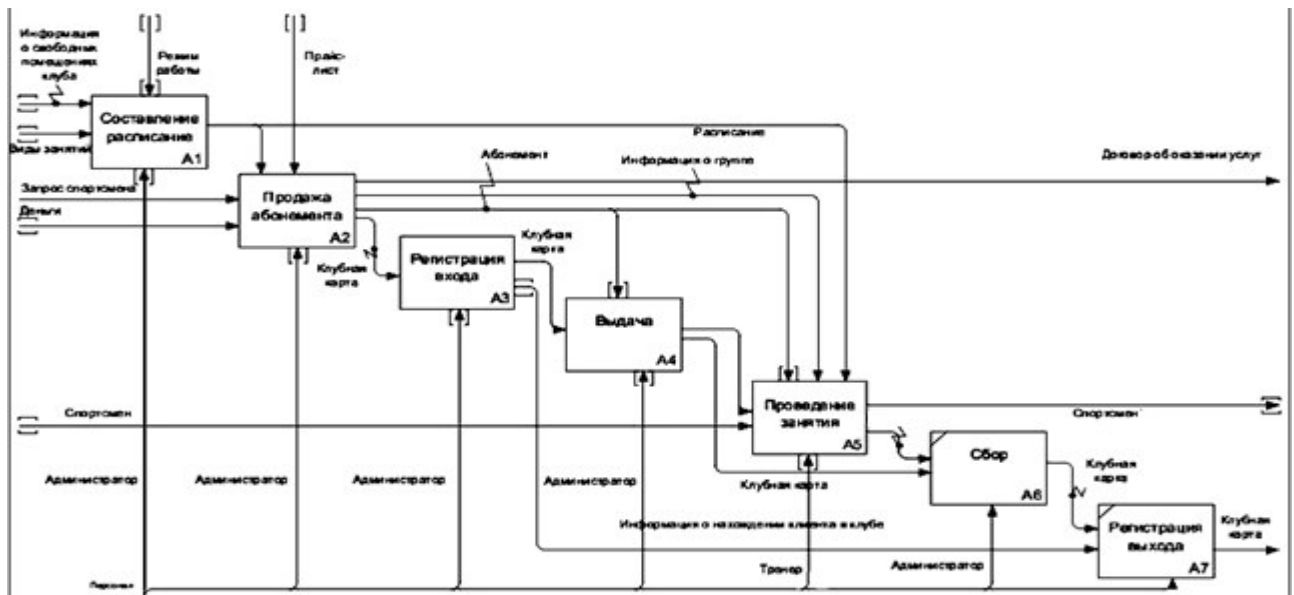 Информация
о свободных
помещениях
клуба
Режим
работы
Прайс-
лист
Составление
расписание
A1
Виды занятий
Расписание
Абонемент
Информация о группе
Договор об оказании услуг
Запрос спортсмена
Деньги
Продажа
абонемента
A2
Клубная
карта
Регистрация
входа
A3
Клубная
карта
Выдача
A4
Спортсмен
Проведение
занятия
A5
Спортсмен
Сбор
A6
Клубная
карта
Администратор
Администратор
Администратор
Администратор
Клубная карта
Информация о нахождении клиента в клубе
Регистрация
выхода
A7
Клубная
карта
Тренер
Администратор
Персонал